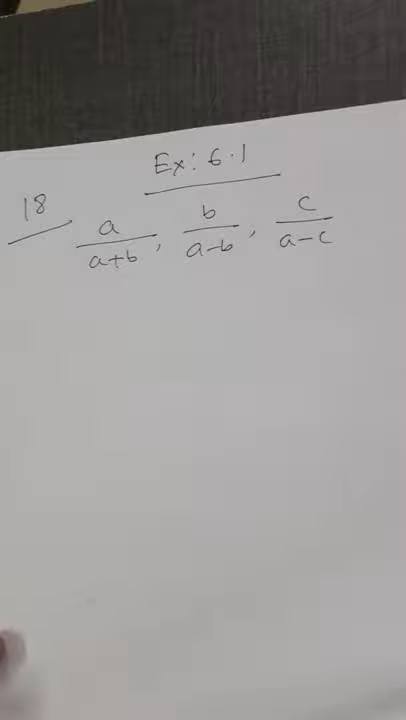 Ex: 6.1
18 a/(a+b), b/(a-b), c/(a-c)